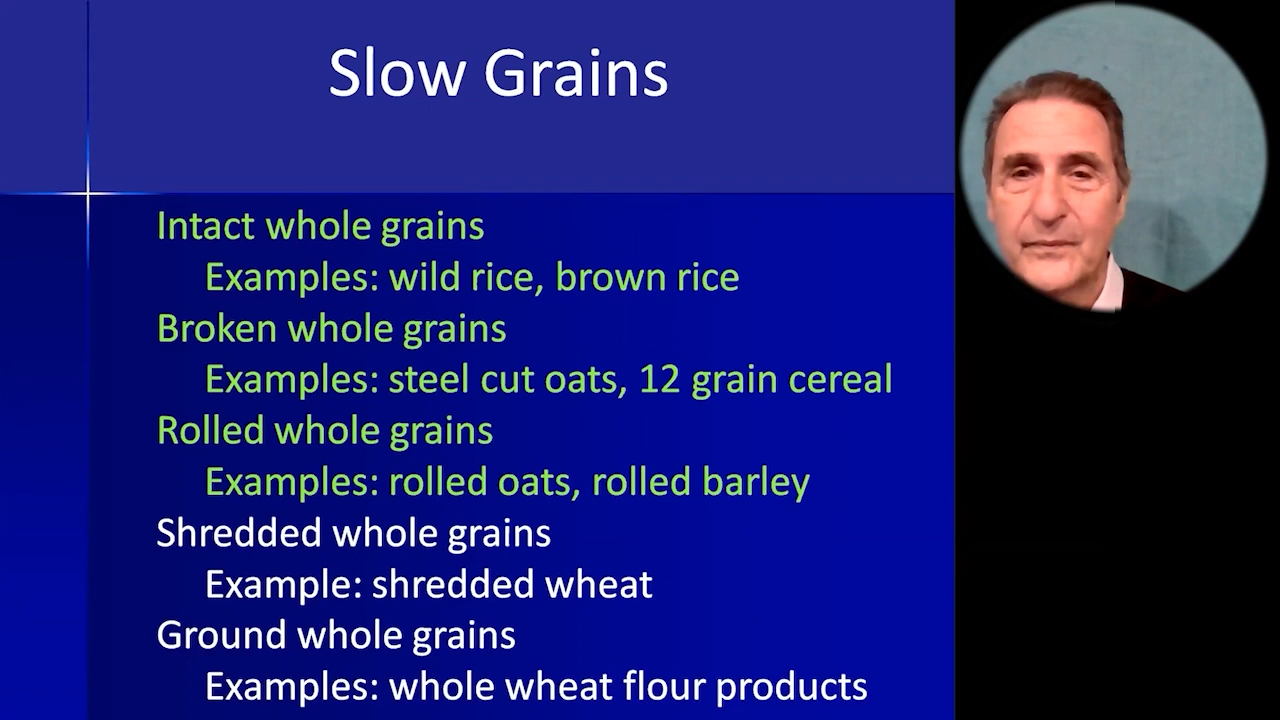 Slow Grains
Intact whole grains
Examples: wild rice, brown rice
Broken whole grains
Examples: steel cut oats, 12 grain cereal
Rolled whole grains
Examples: rolled oats, rolled barley
Shredded whole grains
Example: shredded wheat
Ground whole grains
Examples: whole wheat flour products